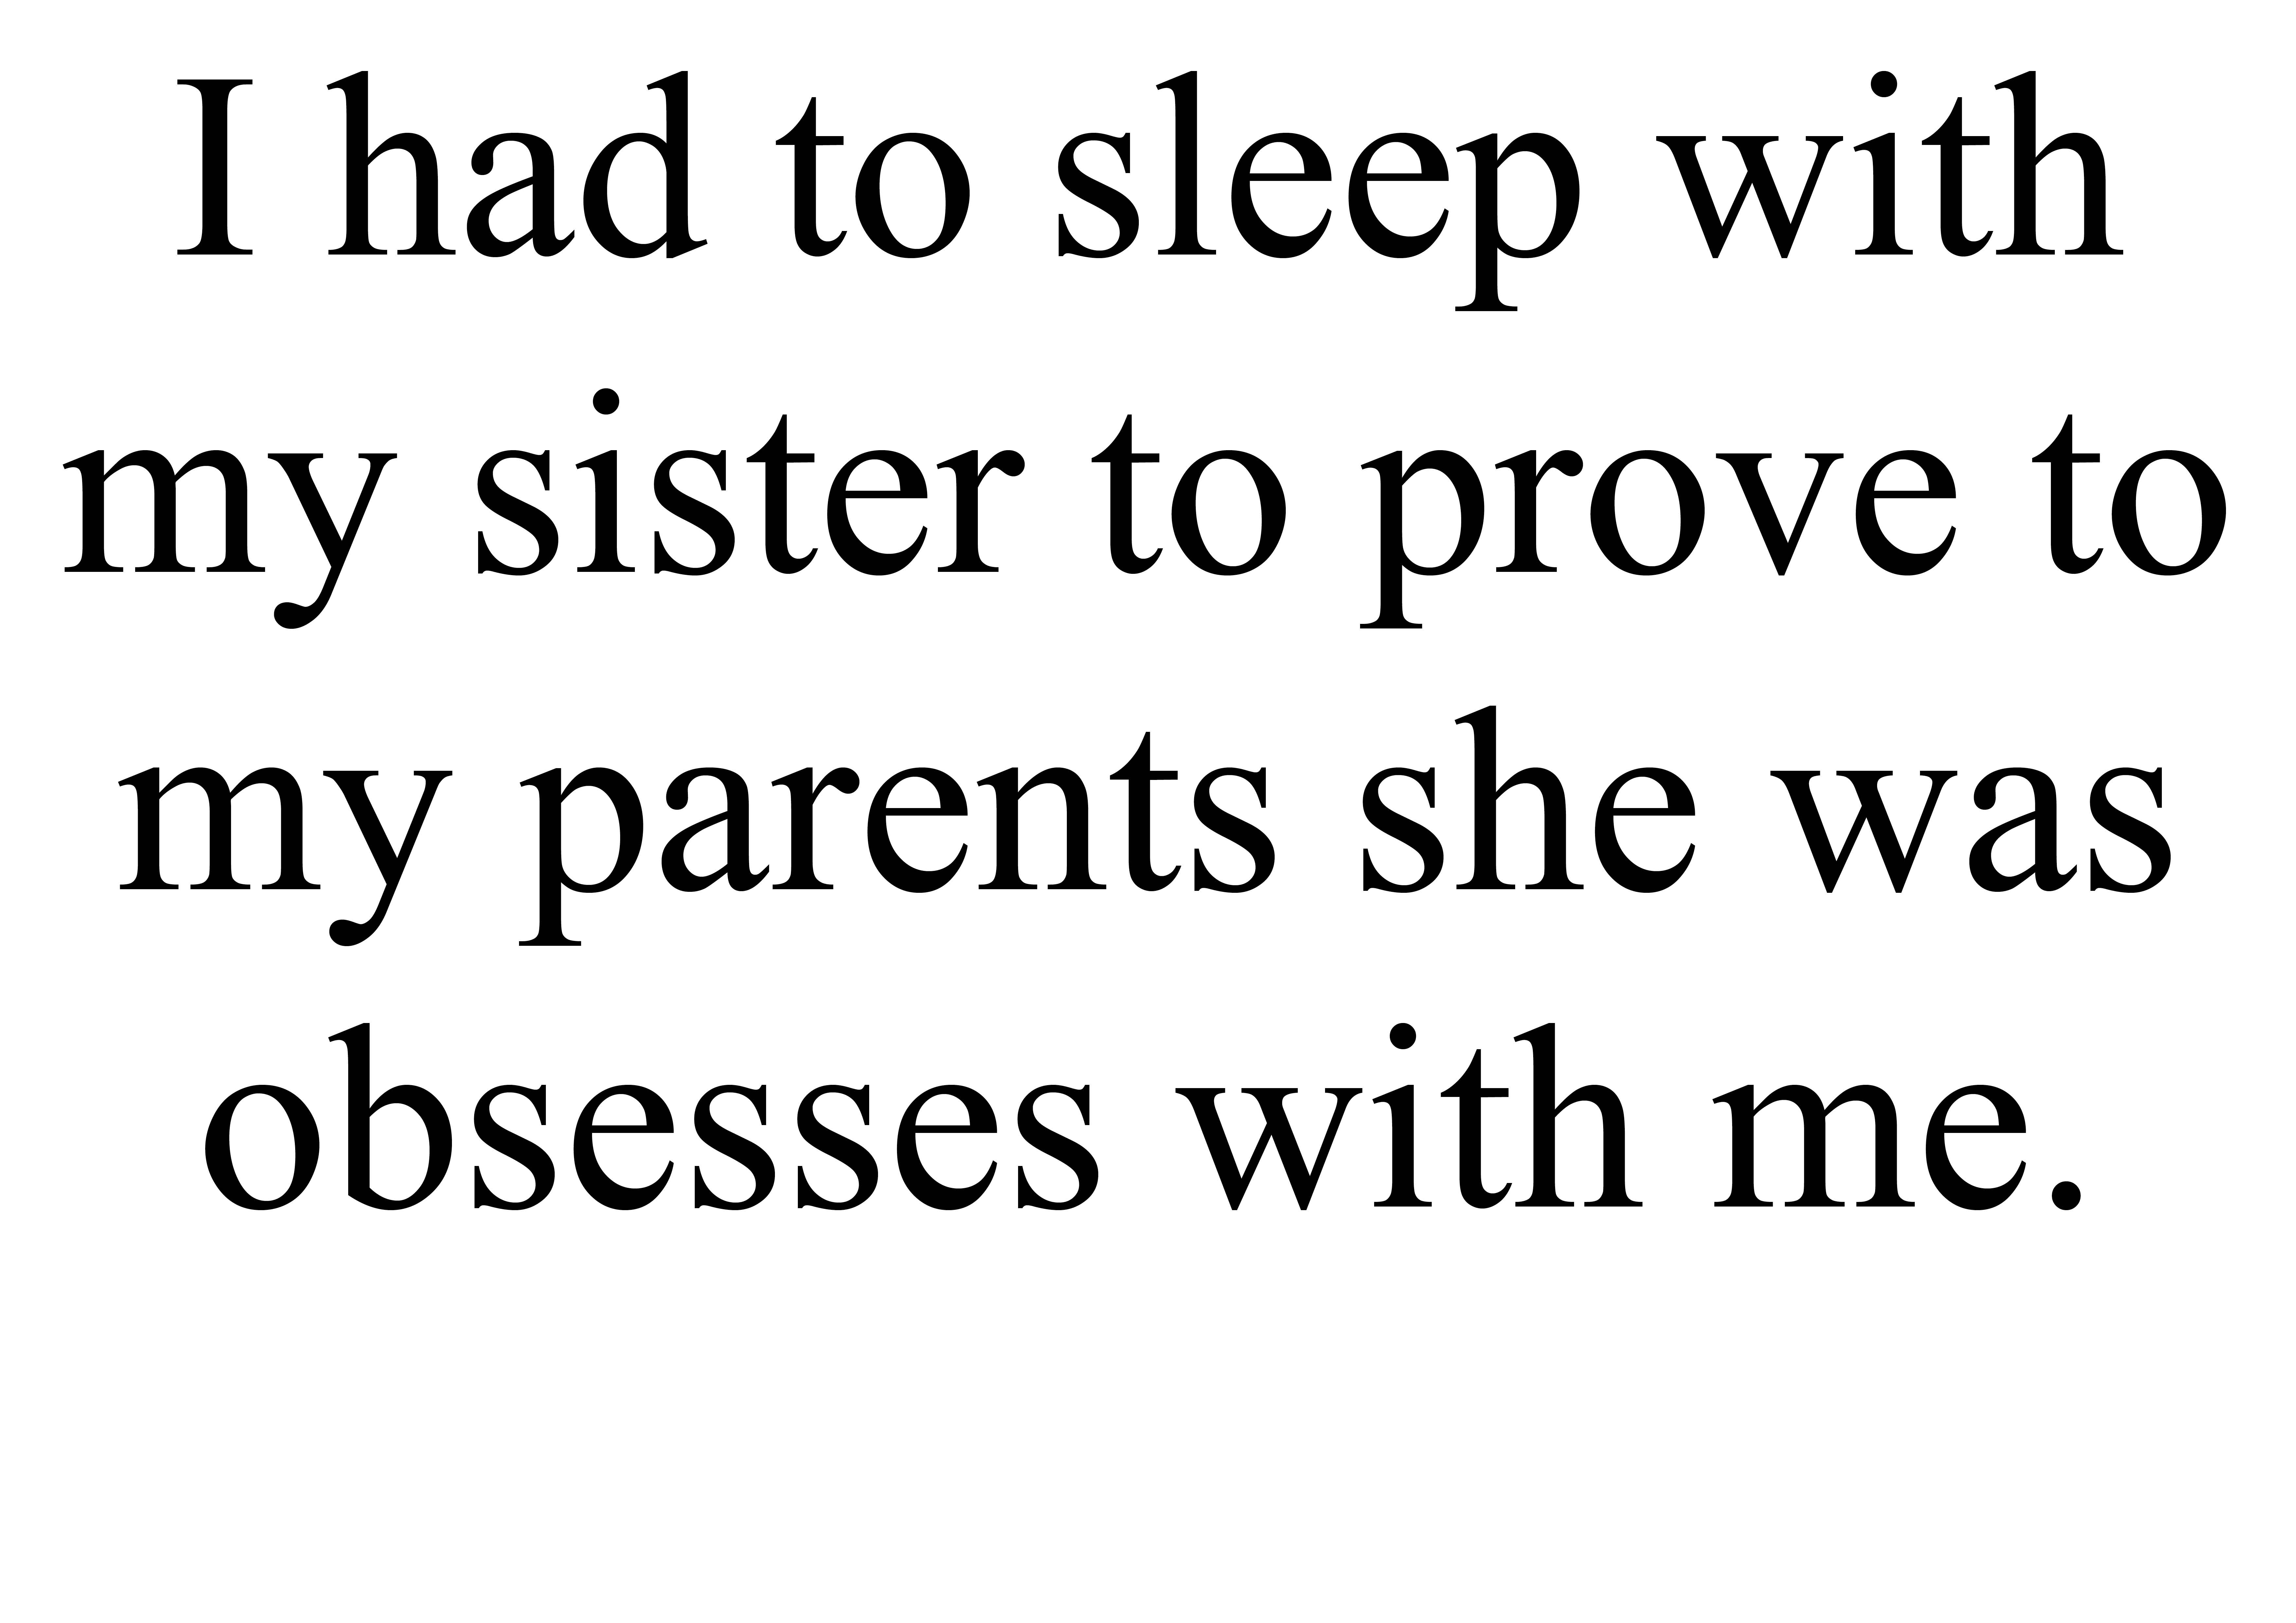 I had to sleep with
my sister to prove to
my parents she was
obsesses with me.